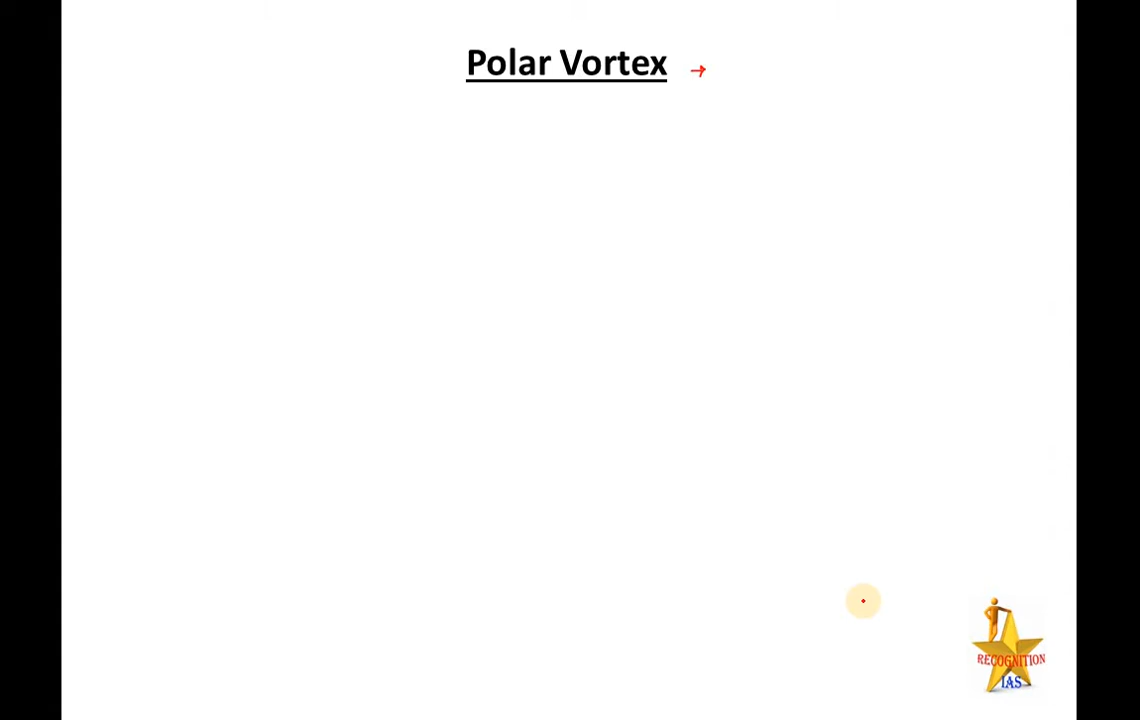 Polar Vortex →
RECOGNITION
IAS